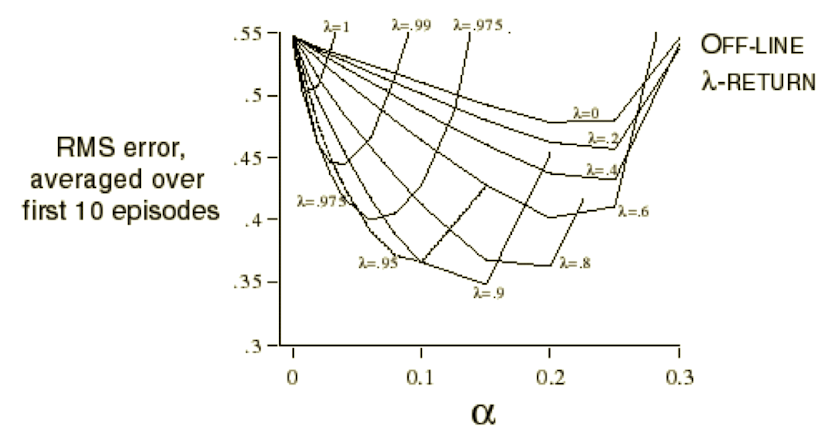 .55
.5
.45
.4
.35
.3
RMS error,
averaged over
first 10 episodes
λ=1
λ=.99
λ=.975
OFF-LINE
λ-RETURN
λ=0
λ=.2
λ=.4
λ=.6
λ=.975
λ=.95
λ=.9
λ=.8
0
0.1
0.2
0.3
α